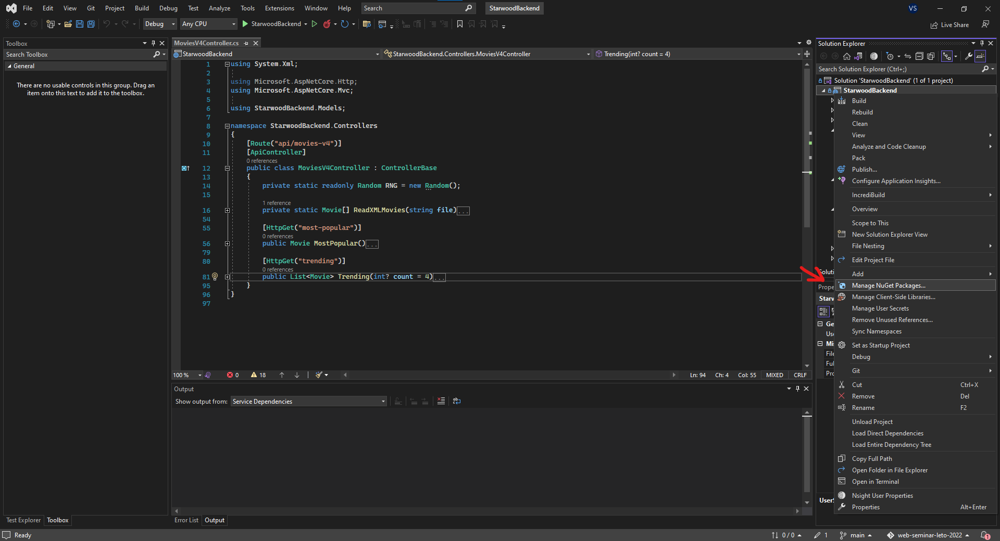 File Edit View Git Project Build Debug Test Analyze Tools Extensions Window Help Search StarwoodBackend VS
Debug Any CPU StarwoodBackend Live Share
Toolbox
Search Toolbox
General
There are no usable controls in this group. Drag an
item onto this text to add it to the toolbox.
Test Explorer Toolbox
MoviesV4Controller.cs
StarwoodBackend StarwoodBackend.Controllers.MoviesV4Controller Trending(int? count = 4)
1 using System.Xml;
2
3 using Microsoft.AspNetCore.Http;
4 using Microsoft.AspNetCore.Mvc;
5
6 using StarwoodBackend.Models;
7
8 namespace StarwoodBackend.Controllers
9 {
10 [Route("api/movies-v4")]
11 [ApiController]
0 references
12 public class MoviesV4Controller : ControllerBase
13 {
14 private static readonly Random RNG = new Random();
15
1 reference
16 private static Movie[] ReadXMLMovies(string file)...
54
55 [HttpGet("most-popular")]
0 references
56 public Movie MostPopular()...
79
80 [HttpGet("trending")]
0 references
81 public List<Movie> Trending(int? count = 4)...
95 }
96 }
97
100 % 0 18 Ln: 94 Ch: 4 Col: 55 MIXED CRLF
Output
Show output from: Service Dependencies
Error List Output
Solution Explorer
Search Solution Explorer (Ctrl+;)
Solution 'StarwoodBackend' (1 of 1 project)
StarwoodBackend
Build
Rebuild
Clean
View
Analyze and Code Cleanup
Pack
Publish...
Configure Application Insights...
IncrediBuild
Overview
Scope to This
New Solution Explorer View
File Nesting
Edit Project File
Add
Manage NuGet Packages...
Manage Client-Side Libraries...
Manage User Secrets
Remove Unused References...
Sync Namespaces
Set as Startup Project
Debug
Git
Cut Ctrl+X
Remove Del
Rename F2
Unload Project
Load Direct Dependencies
Load Entire Dependency Tree
Copy Full Path
Open Folder in File Explorer
Open in Terminal
Nsight User Properties
Properties Alt+Enter
Ready 0 / 0 1 main web-seminar-leto-2022 1